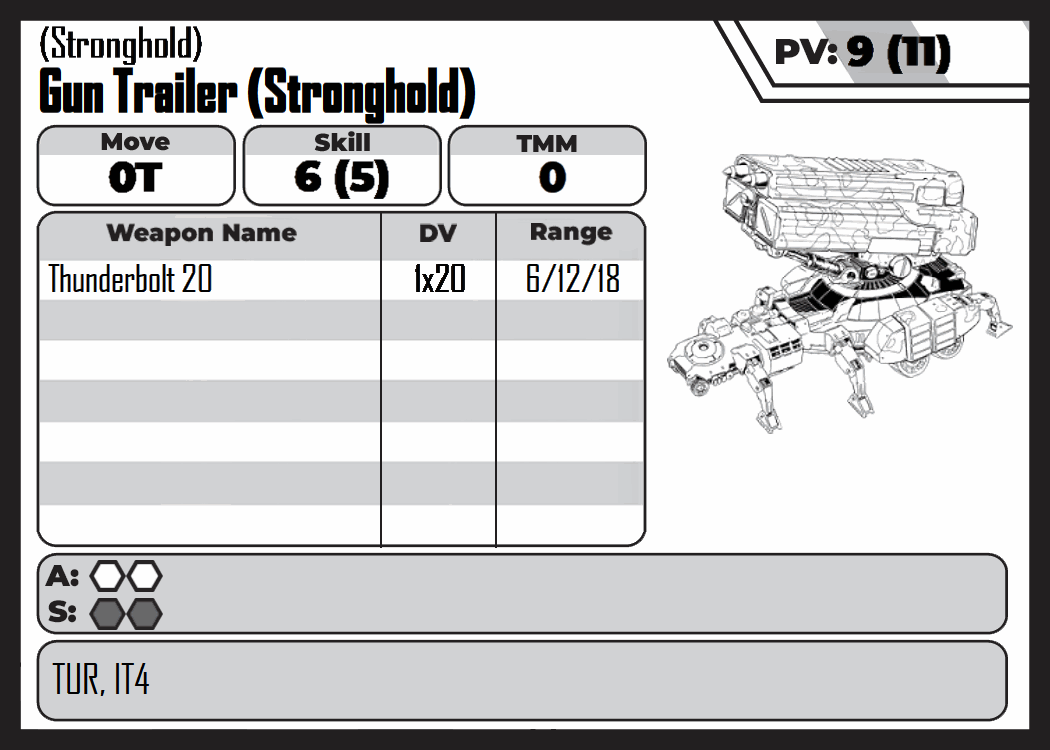 (Stronghold)
Gun Trailer (Stronghold)
PV: 9 (11)
Move
0T
Skill
6 (5)
TMM
0
Weapon Name DV Range
Thunderbolt 20 1x20 6/12/18
A:
S:
TUR, IT4